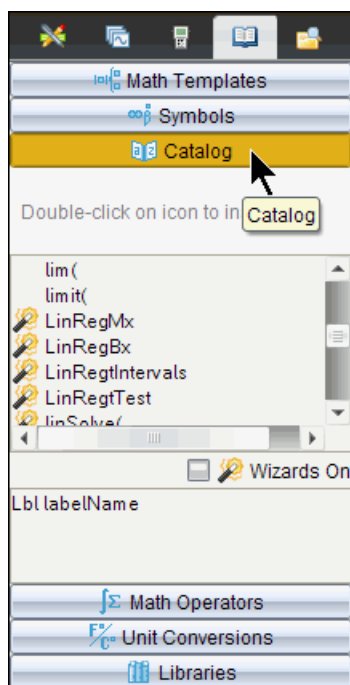 Math Templates
Symbols
Catalog
Double-click on icon to in
Catalog
lim(
limit(
LinRegMx
LinRegBx
LinRegtIntervals
LinRegtTest
linSolve(
Wizards On
Lbl labelName
Math Operators
Unit Conversions
Libraries